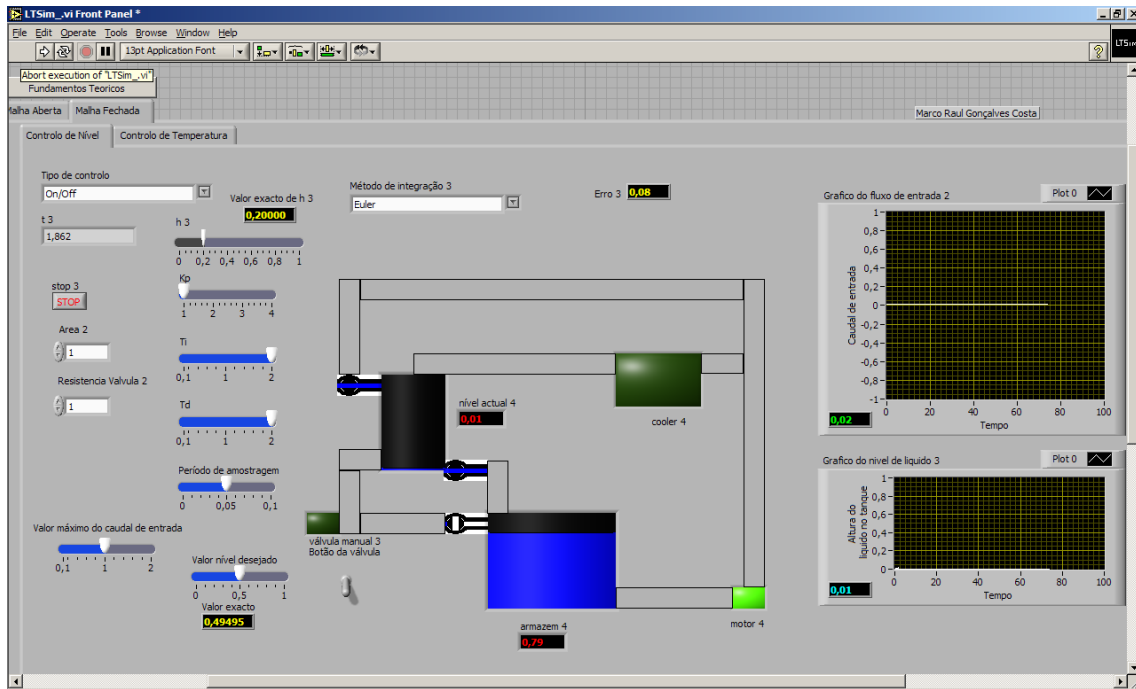 LTSim_.vi Front Panel *
File Edit Operate Tools Browse Window Help
13pt Application Font
?
LTSim
Abort execution of "LTSim_.vi"
Fundamentos Teoricos
Malha Aberta Malha Fechada
Marco Raul Gonçalves Costa
Controlo de Nível Controlo de Temperatura
Tipo de controlo
On/Off
Valor exacto de h 3
0,20000
Método de integração 3
Euler
Erro 3 0,08
t 3
1,862
h 3
0 0,2 0,4 0,6 0,8 1
Kp
1 2 3 4
stop 3
STOP
Area 2
1
Ti
0,1 1 2
Resistencia Valvula 2
1
Td
0,1 1 2
Período de amostragem
0 0,05 0,1
Valor máximo do caudal de entrada
0,1 1 2
Valor nível desejado
0 0,5 1
Valor exacto
0,49495
nível actual 4
0,01
cooler 4
válvula manual 3
Botão da válvula
armazem 4
0,79
motor 4
Grafico do fluxo de entrada 2 Plot 0
Caudal de entrada
1
0,8
0,6
0,4
0,2
0
-0,2
-0,4
-0,6
-0,8
-1
0 20 40 60 80 100
Tempo
0,02
Grafico do nivel de liquido 3 Plot 0
Altura do
liquido no tanque
1
0,8
0,6
0,4
0,2
0
0 20 40 60 80 100
Tempo
0,01